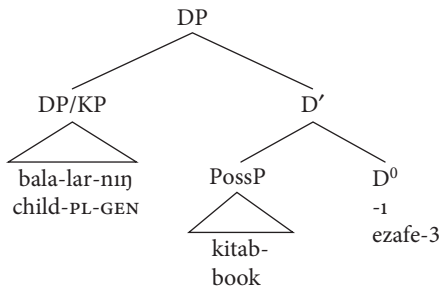 DP
DP/KP D′
bala-lar-nıŋ
child-PL-GEN
PossP D⁰
-ı
ezafe-3
kitab-
book